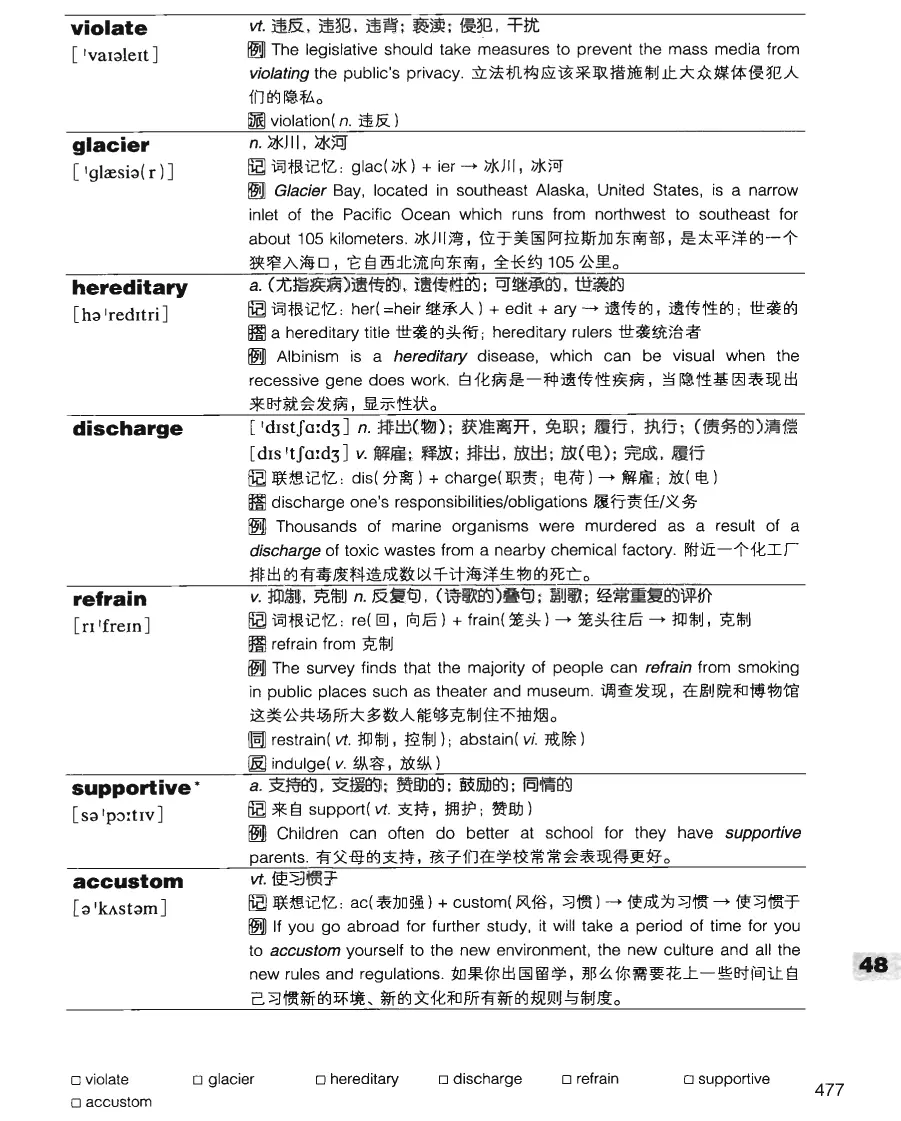 violate
vt. 违反，违犯，违背；亵渎；侵犯，干扰
[ˈvaɪəleɪt]
例 The legislative should take measures to prevent the mass media from
violating the public's privacy. 立法机构应该采取措施制止大众媒体侵犯人
们的隐私。
派 violation( n. 违反)
glacier
n. 冰川，冰河
[ˈglæsiə(r)]
记 词根记忆：glac(冰) + ier → 冰川，冰河
例 Glacier Bay, located in southeast Alaska, United States, is a narrow
inlet of the Pacific Ocean which runs from northwest to southeast for
about 105 kilometers. 冰川湾，位于美国阿拉斯加东南部，是太平洋的一个
狭窄入海口，它自西北流向东南，全长约 105 公里。
hereditary
a. (尤指疾病)遗传的，遗传性的；可继承的，世袭的
[həˈredɪtri]
记 词根记忆：her(=heir 继承人) + edit + ary → 遗传的，遗传性的；世袭的
搭 a hereditary title 世袭的头衔；hereditary rulers 世袭统治者
例 Albinism is a hereditary disease, which can be visual when the
recessive gene does work. 白化病是一种遗传性疾病，当隐性基因表现出
来时就会发病，显示性状。
discharge
[ˈdɪstʃɑːdʒ] n. 排出(物)；获准离开，免职；履行，执行；(债务的)清偿
[dɪsˈtʃɑːdʒ] v. 解雇；释放；排出，放出；放(电)；完成，履行
记 联想记忆：dis(分离) + charge(职责；电荷) → 解雇；放(电)
搭 discharge one's responsibilities/obligations 履行责任/义务
例 Thousands of marine organisms were murdered as a result of a
discharge of toxic wastes from a nearby chemical factory. 附近一个化工厂
排出的有毒废料造成数以千计海洋生物的死亡。
refrain
v. 抑制，克制 n. 反复句，(诗歌的)叠句；副歌；经常重复的评价
[rɪˈfreɪn]
记 词根记忆：re(回，向后) + frain(笼头) → 笼头往后 → 抑制，克制
搭 refrain from 克制
例 The survey finds that the majority of people can refrain from smoking
in public places such as theater and museum. 调查发现，在剧院和博物馆
这类公共场所大多数人能够克制住不抽烟。
同 restrain( vt. 抑制，控制)；abstain( vi. 戒除)
反 indulge( v. 纵容，放纵)
supportive*
a. 支持的，支援的；赞助的；鼓励的；同情的
[səˈpɔːtɪv]
记 来自 support( vt. 支持，拥护；赞助)
例 Children can often do better at school for they have supportive
parents. 有父母的支持，孩子们在学校常常会表现得更好。
accustom
vt. 使习惯于
[əˈkʌstəm]
记 联想记忆：ac(表加强) + custom(风俗，习惯) → 使成为习惯 → 使习惯于
例 If you go abroad for further study, it will take a period of time for you
to accustom yourself to the new environment, the new culture and all the
new rules and regulations. 如果你出国留学，那么你需要花上一些时间让自
己习惯新的环境、新的文化和所有新的规则与制度。
48
□ violate □ glacier □ hereditary □ discharge □ refrain □ supportive
□ accustom
477